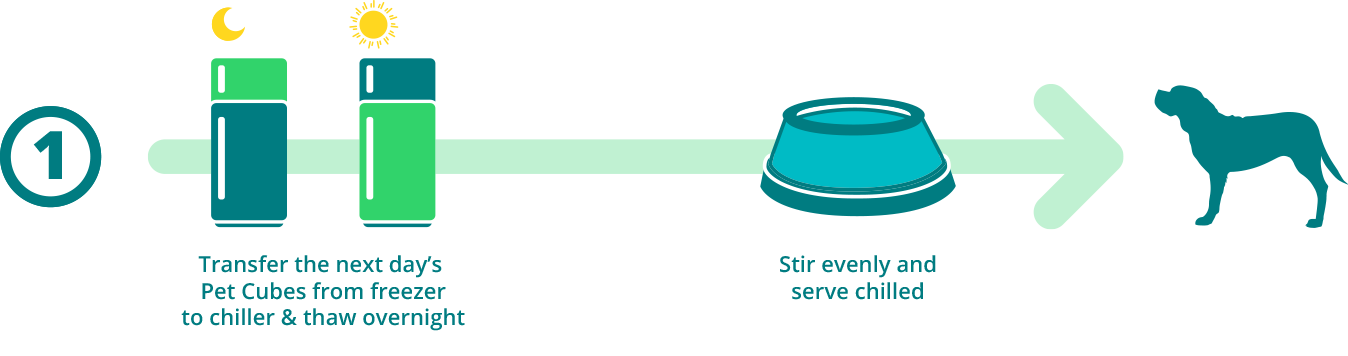 1
Transfer the next day’s
Pet Cubes from freezer
to chiller & thaw overnight
Stir evenly and
serve chilled